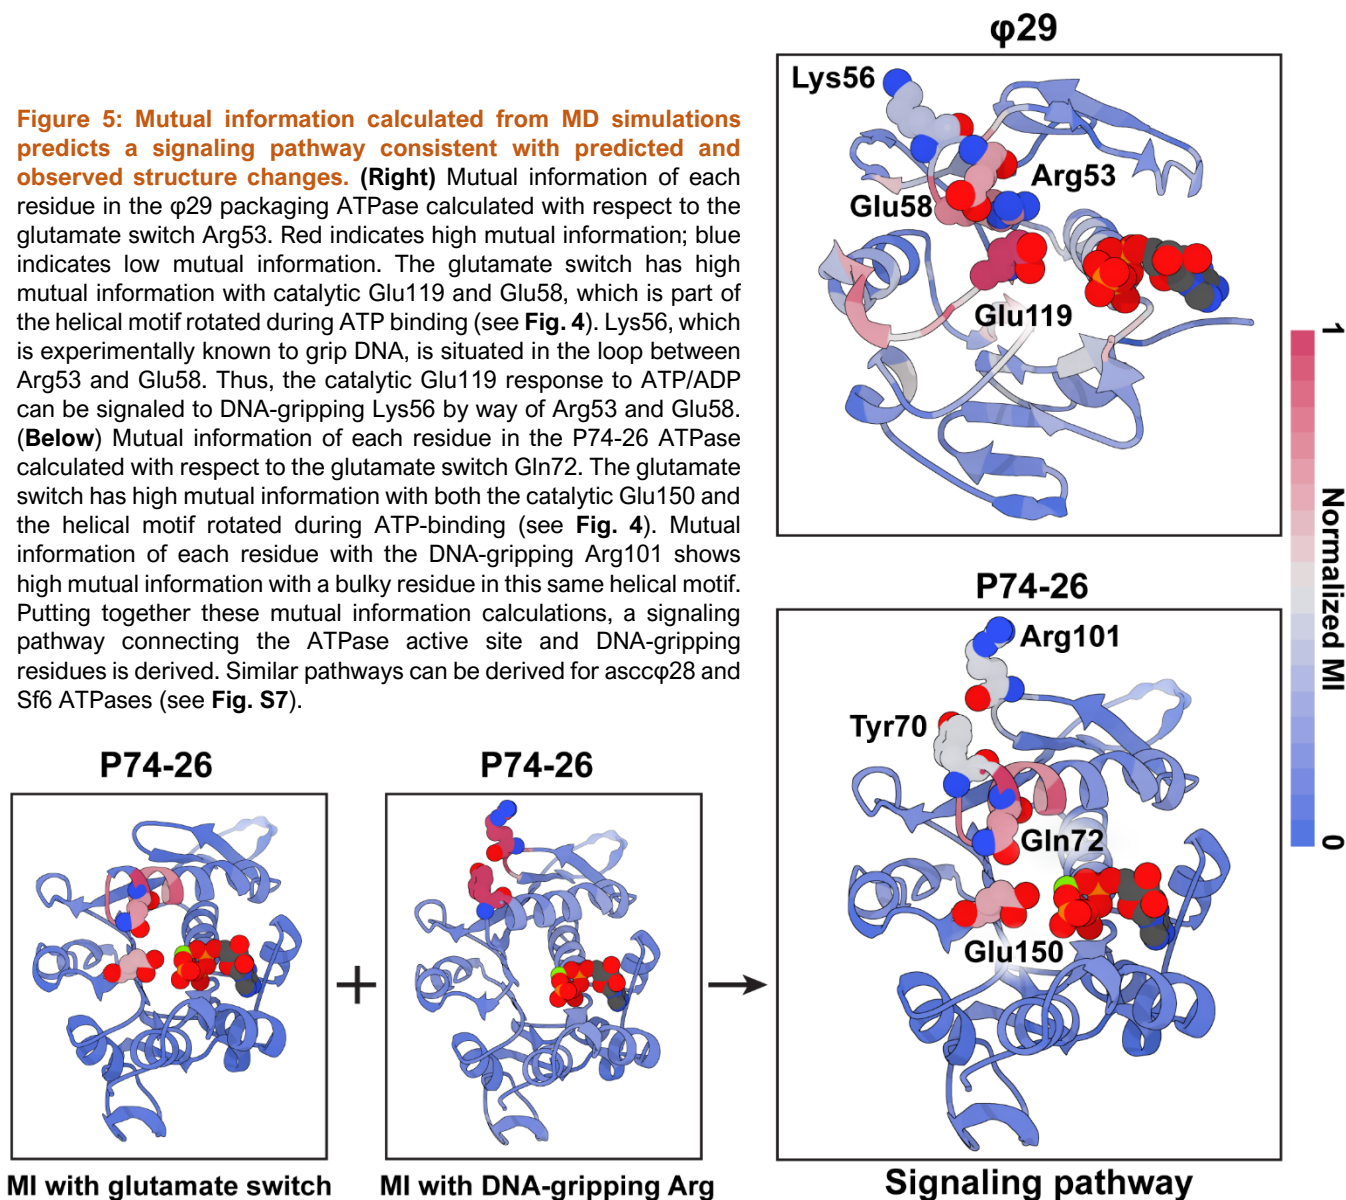 Figure 5: Mutual information calculated from MD simulations
predicts a signaling pathway consistent with predicted and
observed structure changes. (Right) Mutual information of each
residue in the φ29 packaging ATPase calculated with respect to the
glutamate switch Arg53. Red indicates high mutual information; blue
indicates low mutual information. The glutamate switch has high
mutual information with catalytic Glu119 and Glu58, which is part of
the helical motif rotated during ATP binding (see Fig. 4). Lys56, which
is experimentally known to grip DNA, is situated in the loop between
Arg53 and Glu58. Thus, the catalytic Glu119 response to ATP/ADP
can be signaled to DNA-gripping Lys56 by way of Arg53 and Glu58.
(Below) Mutual information of each residue in the P74-26 ATPase
calculated with respect to the glutamate switch Gln72. The glutamate
switch has high mutual information with both the catalytic Glu150 and
the helical motif rotated during ATP-binding (see Fig. 4). Mutual
information of each residue with the DNA-gripping Arg101 shows
high mutual information with a bulky residue in this same helical motif.
Putting together these mutual information calculations, a signaling
pathway connecting the ATPase active site and DNA-gripping
residues is derived. Similar pathways can be derived for asccφ28 and
Sf6 ATPases (see Fig. S7).
φ29
Lys56
Arg53
Glu58
Glu119
1
Normalized MI
0
P74-26
Arg101
Tyr70
Gln72
Glu150
Signaling pathway
P74-26
MI with glutamate switch
+
P74-26
MI with DNA-gripping Arg